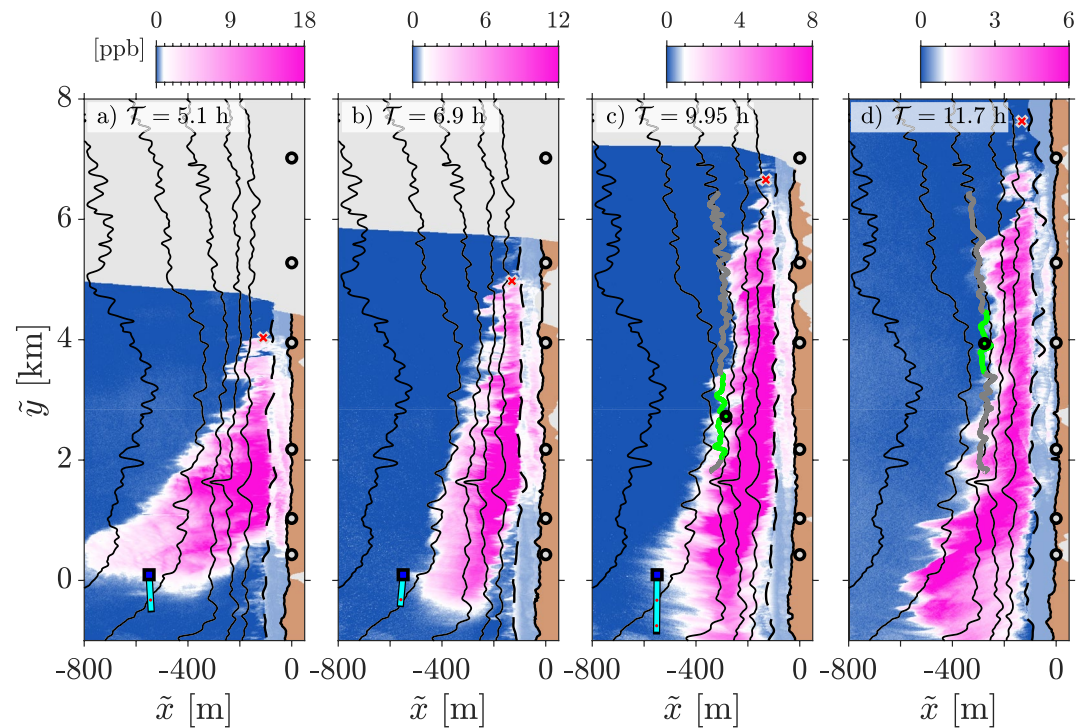 0 9 18 0 6 12 0 3 6 8
[ppb]
0 3 6
a) 𝒯 = 5.1 h
b) 𝒯 = 6.9 h
c) 𝒯 = 9.95 h
d) 𝒯 = 11.7 h
8
6
4
2
0
ỹ [km]
-800 -400 0 -800 -400 0 -800 -400 0 -800 -400 0
x̃ [m] x̃ [m] x̃ [m] x̃ [m]